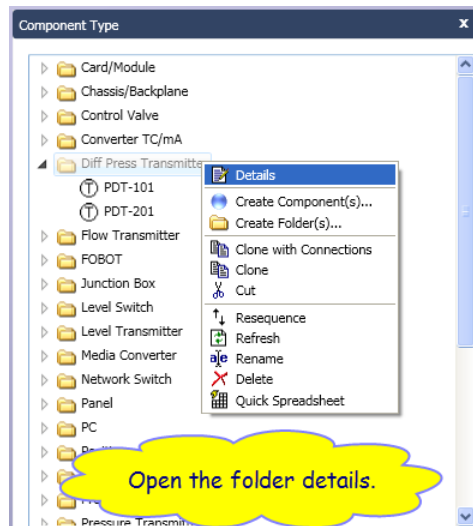 Component Type x
Card/Module
Chassis/Backplane
Control Valve
Converter TC/mA
Diff Press Transmitte
Details
PDT-101
Create Component(s)...
PDT-201
Create Folder(s)...
Flow Transmitter
Clone with Connections
FOBOT
Clone
Junction Box
Cut
Level Switch
Resequence
Level Transmitter
Refresh
Media Converter
Rename
Network Switch
Delete
Panel
Quick Spreadsheet
PC
Open the folder details.
Pressure Transmit